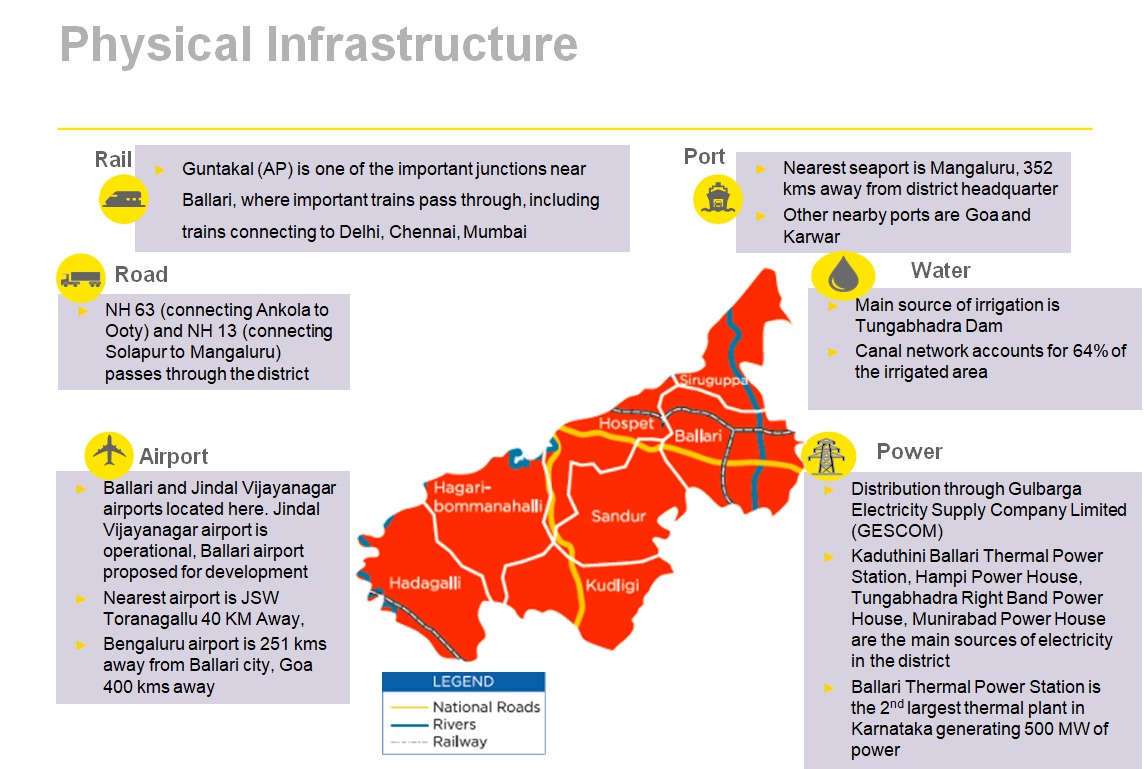 Physical Infrastructure
Rail
Guntakal (AP) is one of the important junctions near
Ballari, where important trains pass through, including
trains connecting to Delhi, Chennai, Mumbai
Port
Nearest seaport is Mangaluru, 352
kms away from district headquarter
Other nearby ports are Goa and
Karwar
Road
NH 63 (connecting Ankola to
Ooty) and NH 13 (connecting
Solapur to Mangaluru)
passes through the district
Water
Main source of irrigation is
Tungabhadra Dam
Canal network accounts for 64% of
the irrigated area
Airport
Ballari and Jindal Vijayanagar
airports located here. Jindal
Vijayanagar airport is
operational, Ballari airport
proposed for development
Nearest airport is JSW
Toranagallu 40 KM Away,
Bengaluru airport is 251 kms
away from Ballari city, Goa
400 kms away
Siruguppa
Hospet
Ballari
Hagari-
bommanahalli
Sandur
Hadagalli
Kudligi
LEGEND
National Roads
Rivers
Railway
Power
Distribution through Gulbarga
Electricity Supply Company Limited
(GESCOM)
Kaduthini Ballari Thermal Power
Station, Hampi Power House,
Tungabhadra Right Band Power
House, Munirabad Power House
are the main sources of electricity
in the district
Ballari Thermal Power Station is
the 2nd largest thermal plant in
Karnataka generating 500 MW of
power